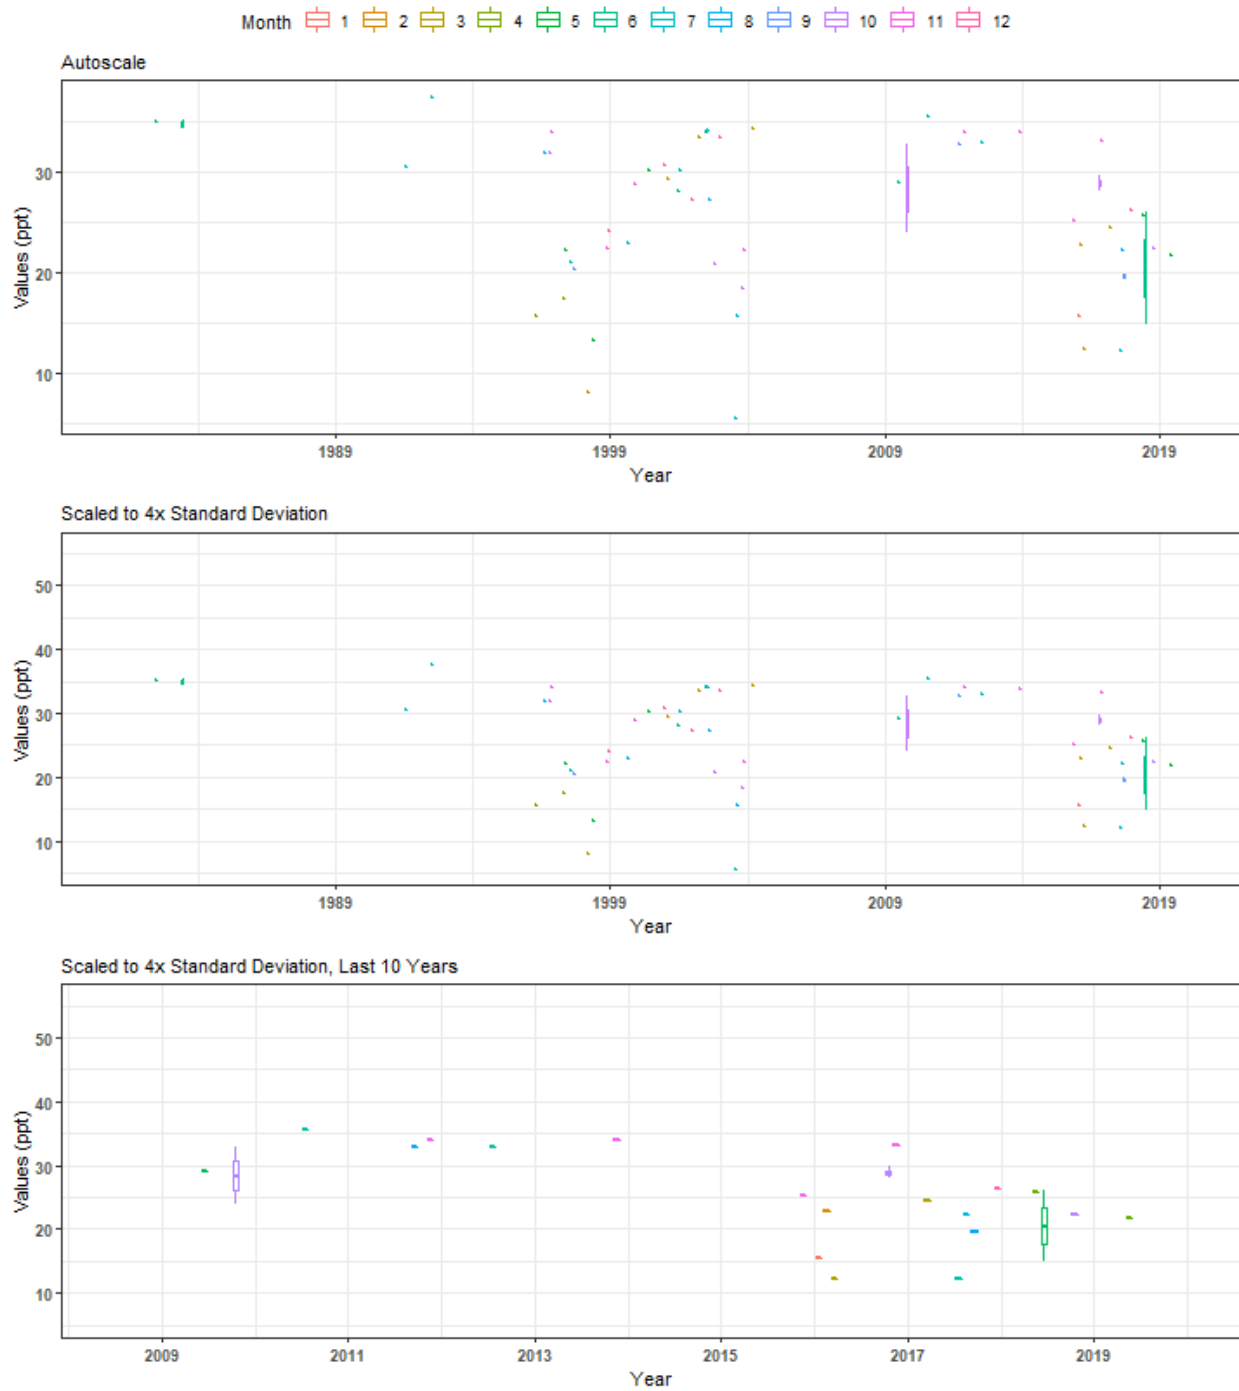 Month 1 2 3 4 5 6 7 8 9 10 11 12
Autoscale
Values (ppt)
30
20
10
1989 1999 2009 2019
Year
Scaled to 4x Standard Deviation
Values (ppt)
50
40
30
20
10
1989 1999 2009 2019
Year
Scaled to 4x Standard Deviation, Last 10 Years
Values (ppt)
50
40
30
20
10
2009 2011 2013 2015 2017 2019
Year